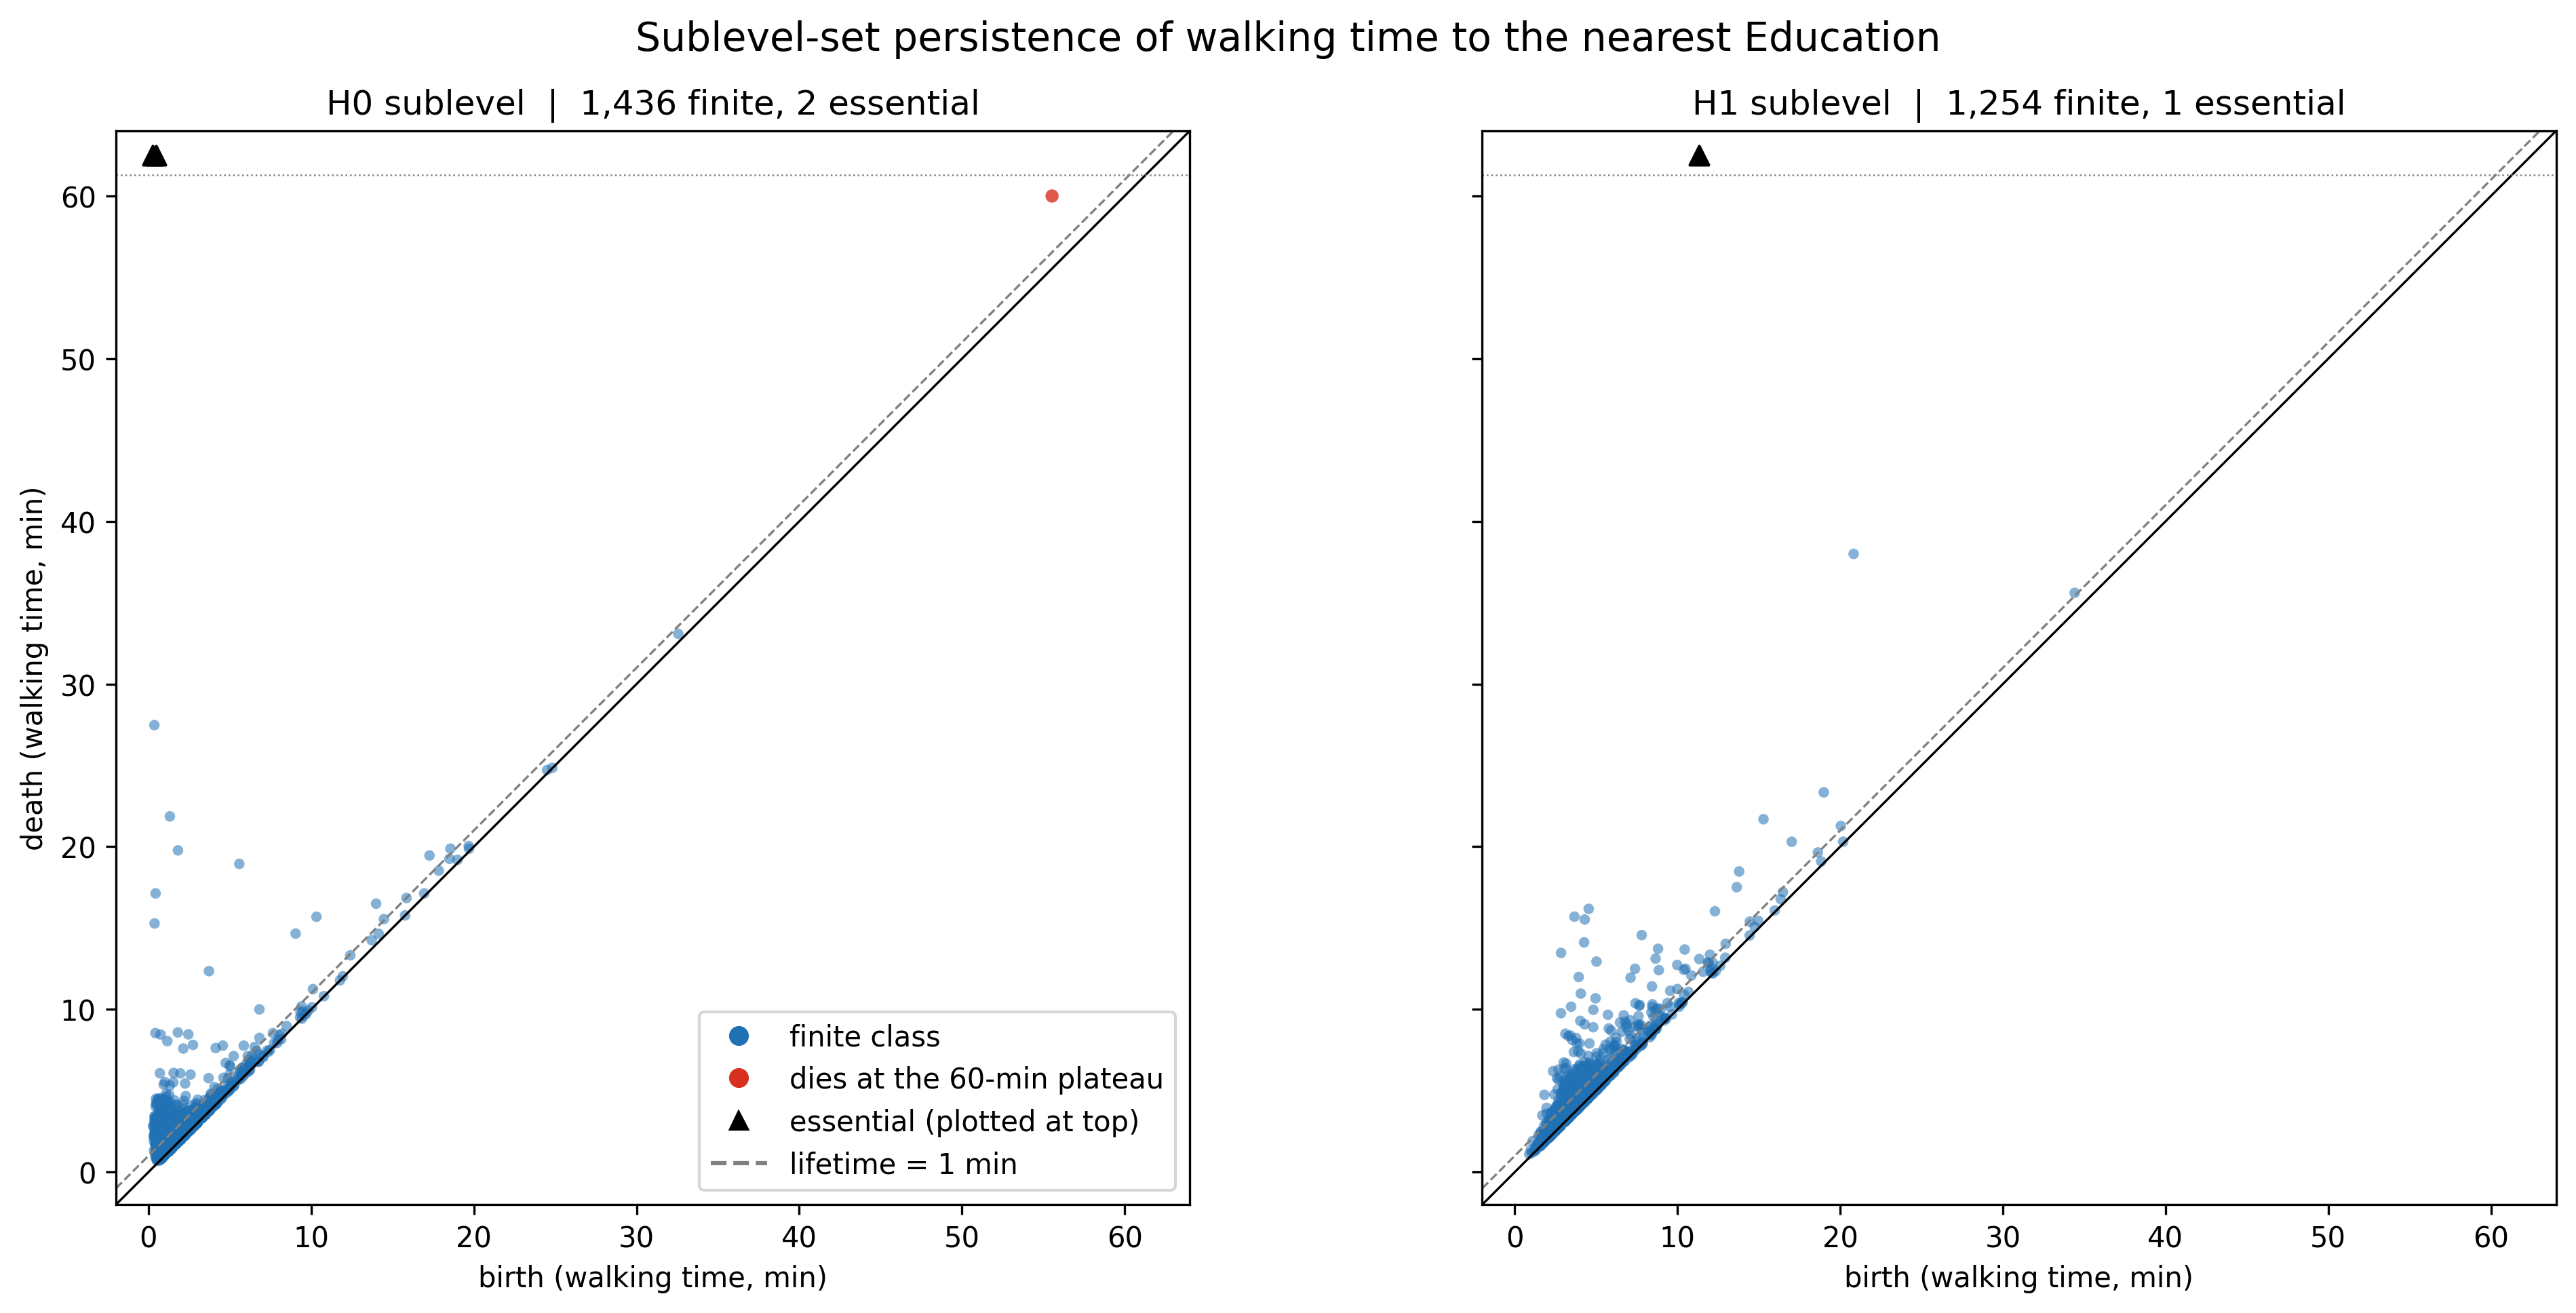 Sublevel-set persistence of walking time to the nearest Education
H0 sublevel | 1,436 finite, 2 essential
death (walking time, min)
60
50
40
30
20
10
0
0 10 20 30 40 50 60
birth (walking time, min)
finite class
dies at the 60-min plateau
essential (plotted at top)
lifetime = 1 min
H1 sublevel | 1,254 finite, 1 essential
0 10 20 30 40 50 60
birth (walking time, min)